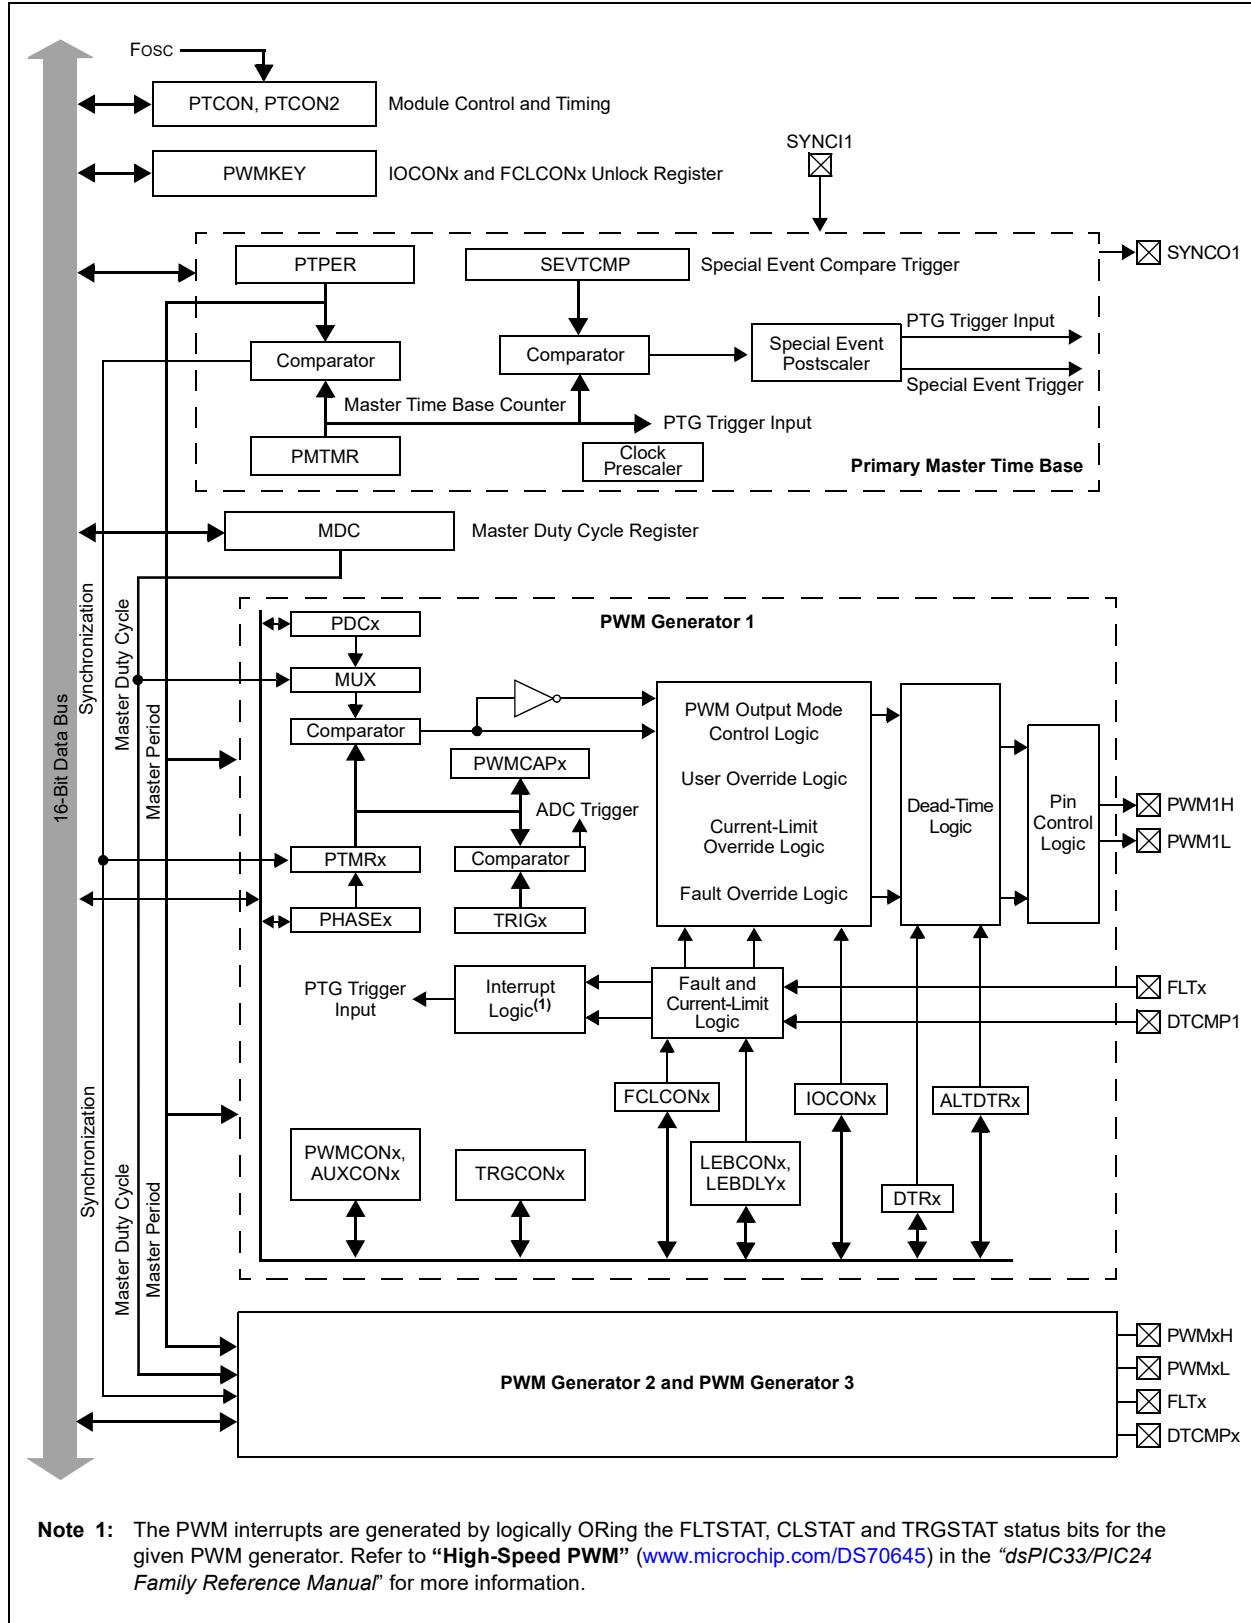 FOSC
PTCON, PTCON2
Module Control and Timing
PWMKEY
IOCONx and FCLCONx Unlock Register
SYNCI1
SYNCO1
PTPER
SEVTCMP
Special Event Compare Trigger
Comparator
Comparator
Special Event
Postscaler
PTG Trigger Input
Special Event Trigger
Master Time Base Counter
PTG Trigger Input
PMTMR
Clock
Prescaler
Primary Master Time Base
MDC
Master Duty Cycle Register
16-Bit Data Bus
Synchronization
Master Duty Cycle
Master Period
PWM Generator 1
PDCx
MUX
Comparator
PWMCAPx
ADC Trigger
PTMRx
Comparator
PHASEx
TRIGx
PWM Output Mode
Control Logic
User Override Logic
Current-Limit
Override Logic
Fault Override Logic
Dead-Time
Logic
Pin
Control
Logic
PWM1H
PWM1L
PTG Trigger
Input
Interrupt
Logic(1)
Fault and
Current-Limit
Logic
FLTx
DTCMP1
FCLCONx
IOCONx
ALTDTRx
PWMCONx,
AUXCONx
TRGCONx
LEBCONx,
LEBDLYx
DTRx
Synchronization
Master Duty Cycle
Master Period
PWM Generator 2 and PWM Generator 3
PWMxH
PWMxL
FLTx
DTCMPx
Note 1: The PWM interrupts are generated by logically ORing the FLTSTAT, CLSTAT and TRGSTAT status bits for the
given PWM generator. Refer to “High-Speed PWM” (www.microchip.com/DS70645) in the “dsPIC33/PIC24
Family Reference Manual” for more information.